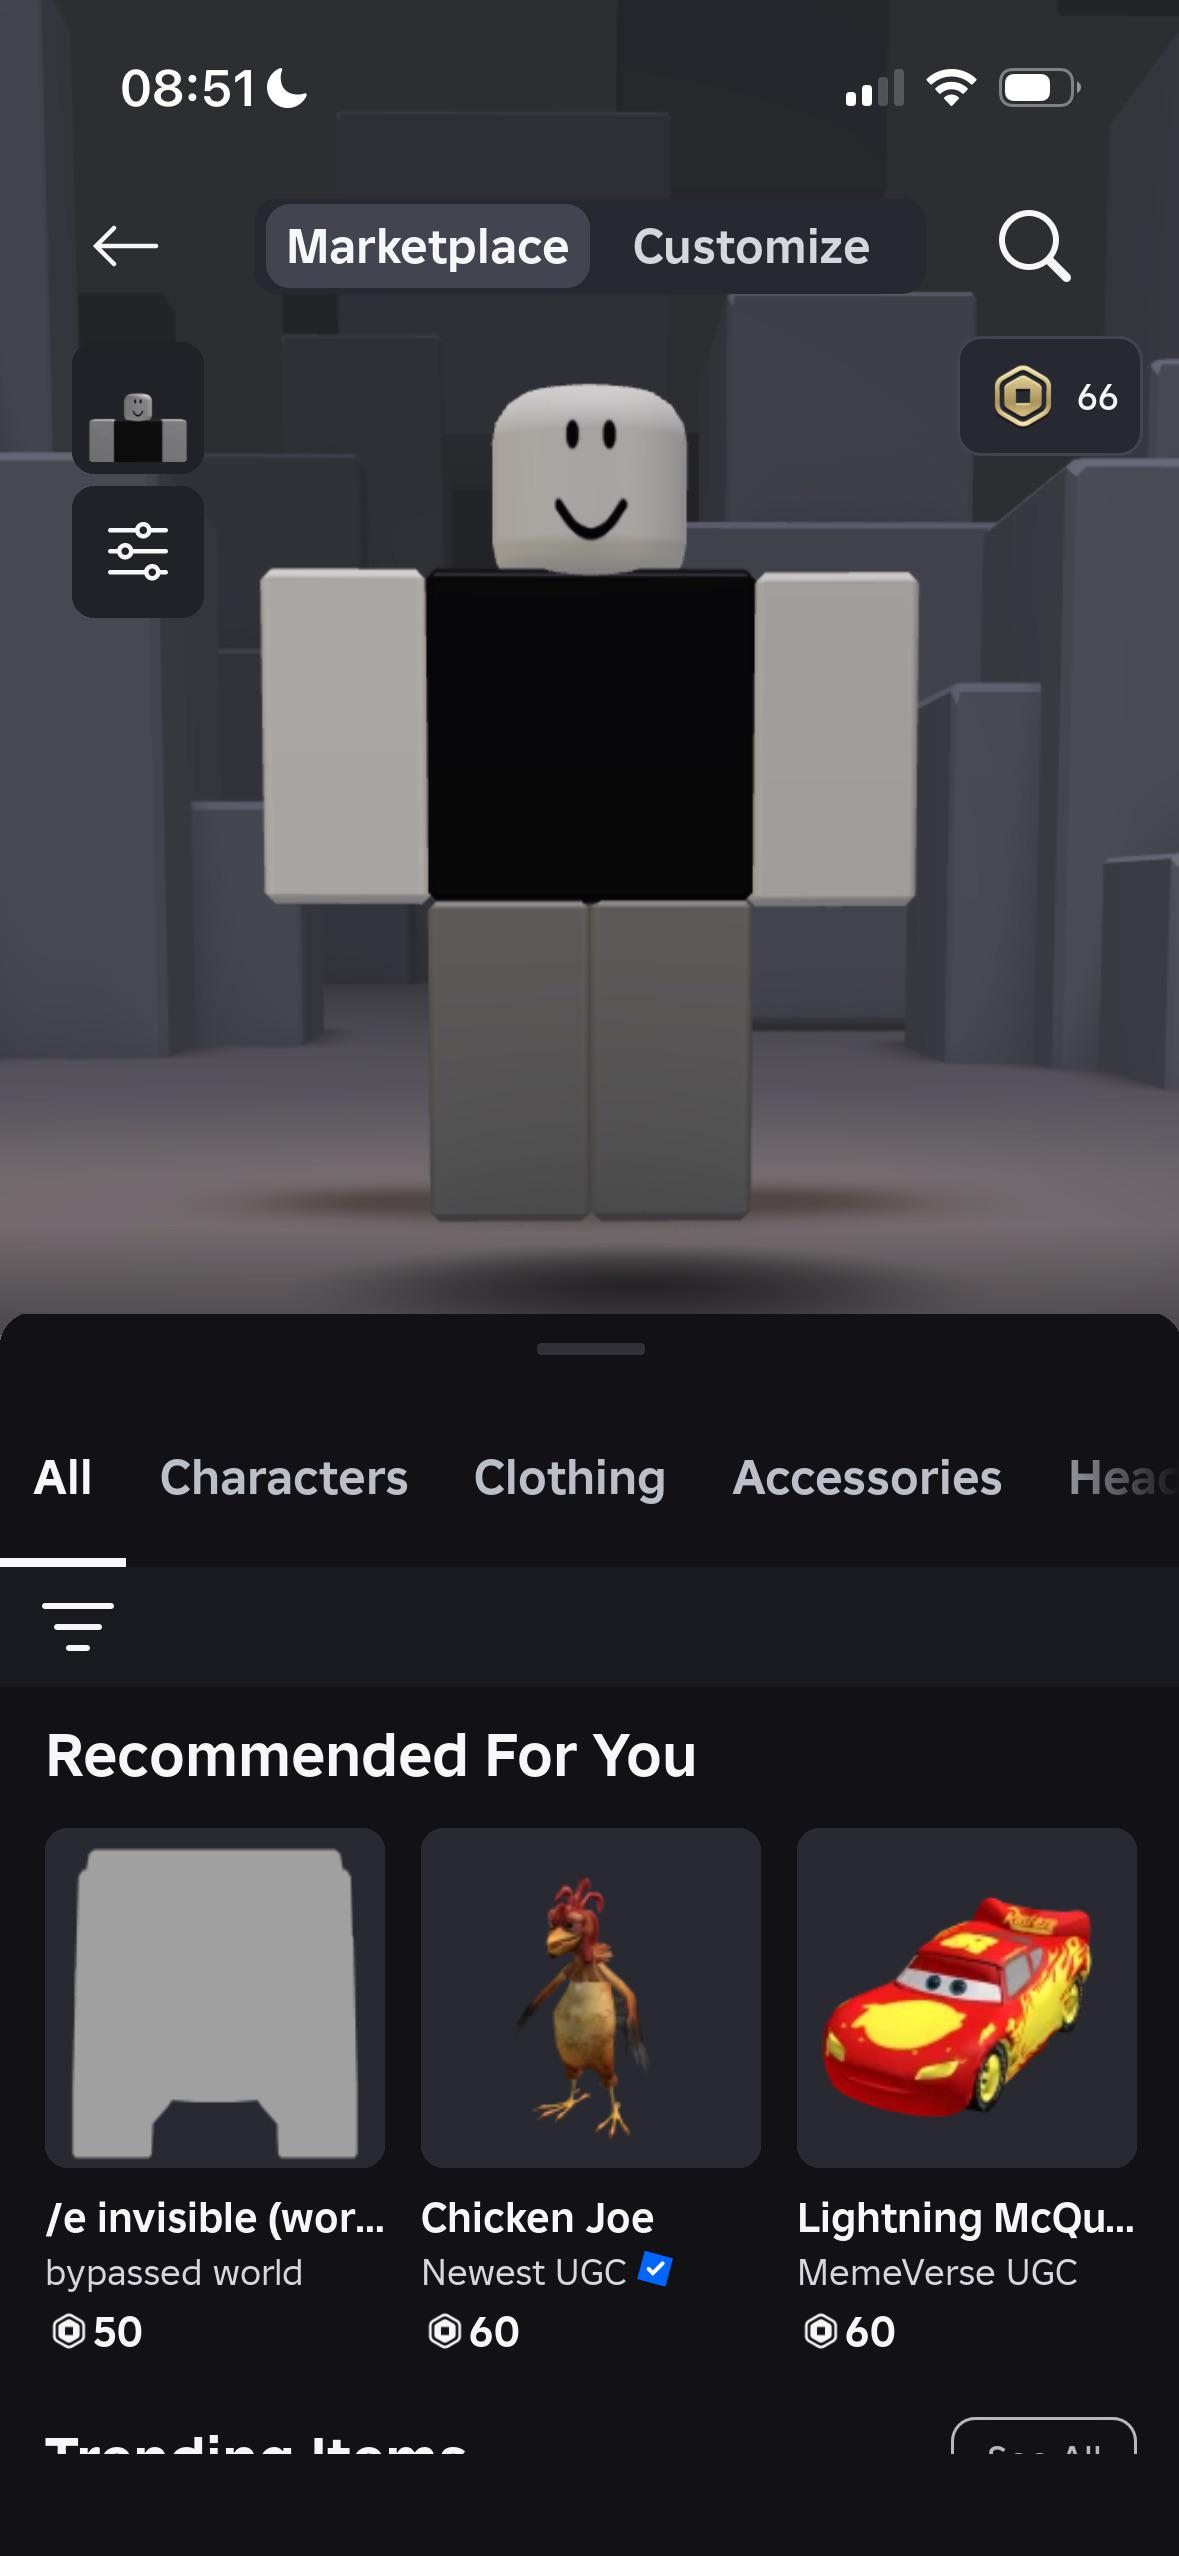 08:51
Marketplace Customize
66
All Characters Clothing Accessories Head
Recommended For You
/e invisible (wor... Chicken Joe Lightning McQu...
bypassed world Newest UGC MemeVerse UGC
50 60 60
Trending Items See All